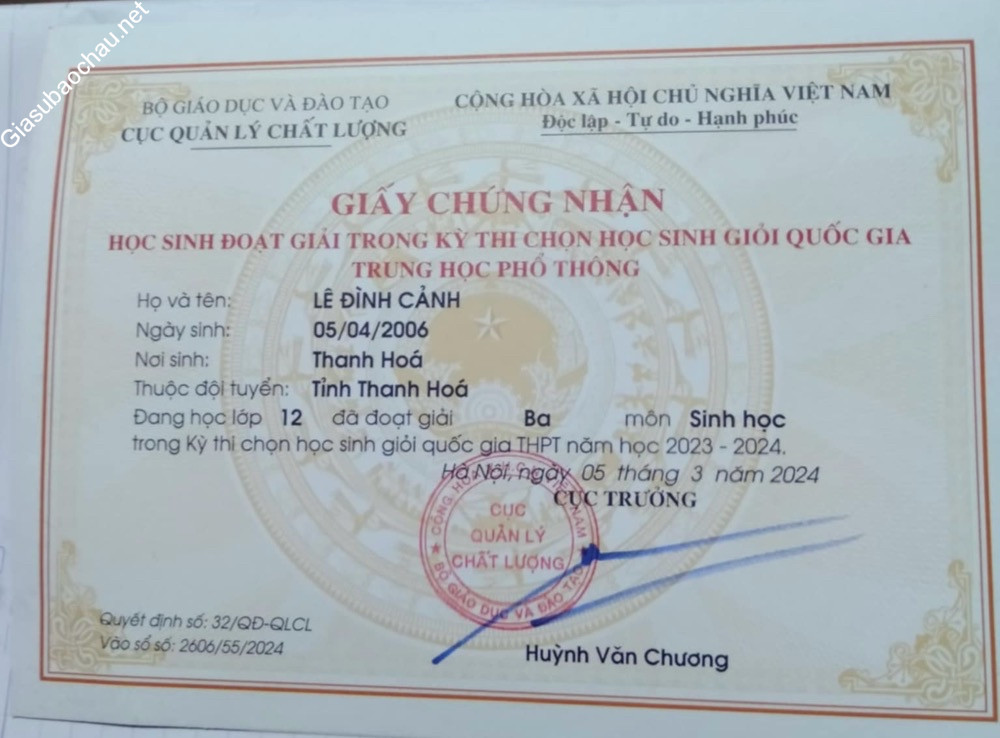 Giasubaochau.net
BỘ GIÁO DỤC VÀ ĐÀO TẠO
CỤC QUẢN LÝ CHẤT LƯỢNG
CỘNG HÒA XÃ HỘI CHỦ NGHĨA VIỆT NAM
Độc lập - Tự do - Hạnh phúc
GIẤY CHỨNG NHẬN
HỌC SINH ĐOẠT GIẢI TRONG KỲ THI CHỌN HỌC SINH GIỎI QUỐC GIA
TRUNG HỌC PHỔ THÔNG
Họ và tên: LÊ ĐÌNH CẢNH
Ngày sinh: 05/04/2006
Nơi sinh: Thanh Hoá
Thuộc đội tuyển: Tỉnh Thanh Hoá
Đang học lớp 12 đã đoạt giải Ba môn Sinh học
trong Kỳ thi chọn học sinh giỏi quốc gia THPT năm học 2023 - 2024.
Hà Nội, ngày 05 tháng 3 năm 2024
CỤC TRƯỞNG
CỘNG HÒA VIỆT NAM
CỤC
QUẢN LÝ
CHẤT LƯỢNG
BỘ GIÁO DỤC VÀ ĐÀO TẠO
Quyết định số: 32/QĐ-QLCL
Vào sổ số: 2606/55/2024
Huỳnh Văn Chương